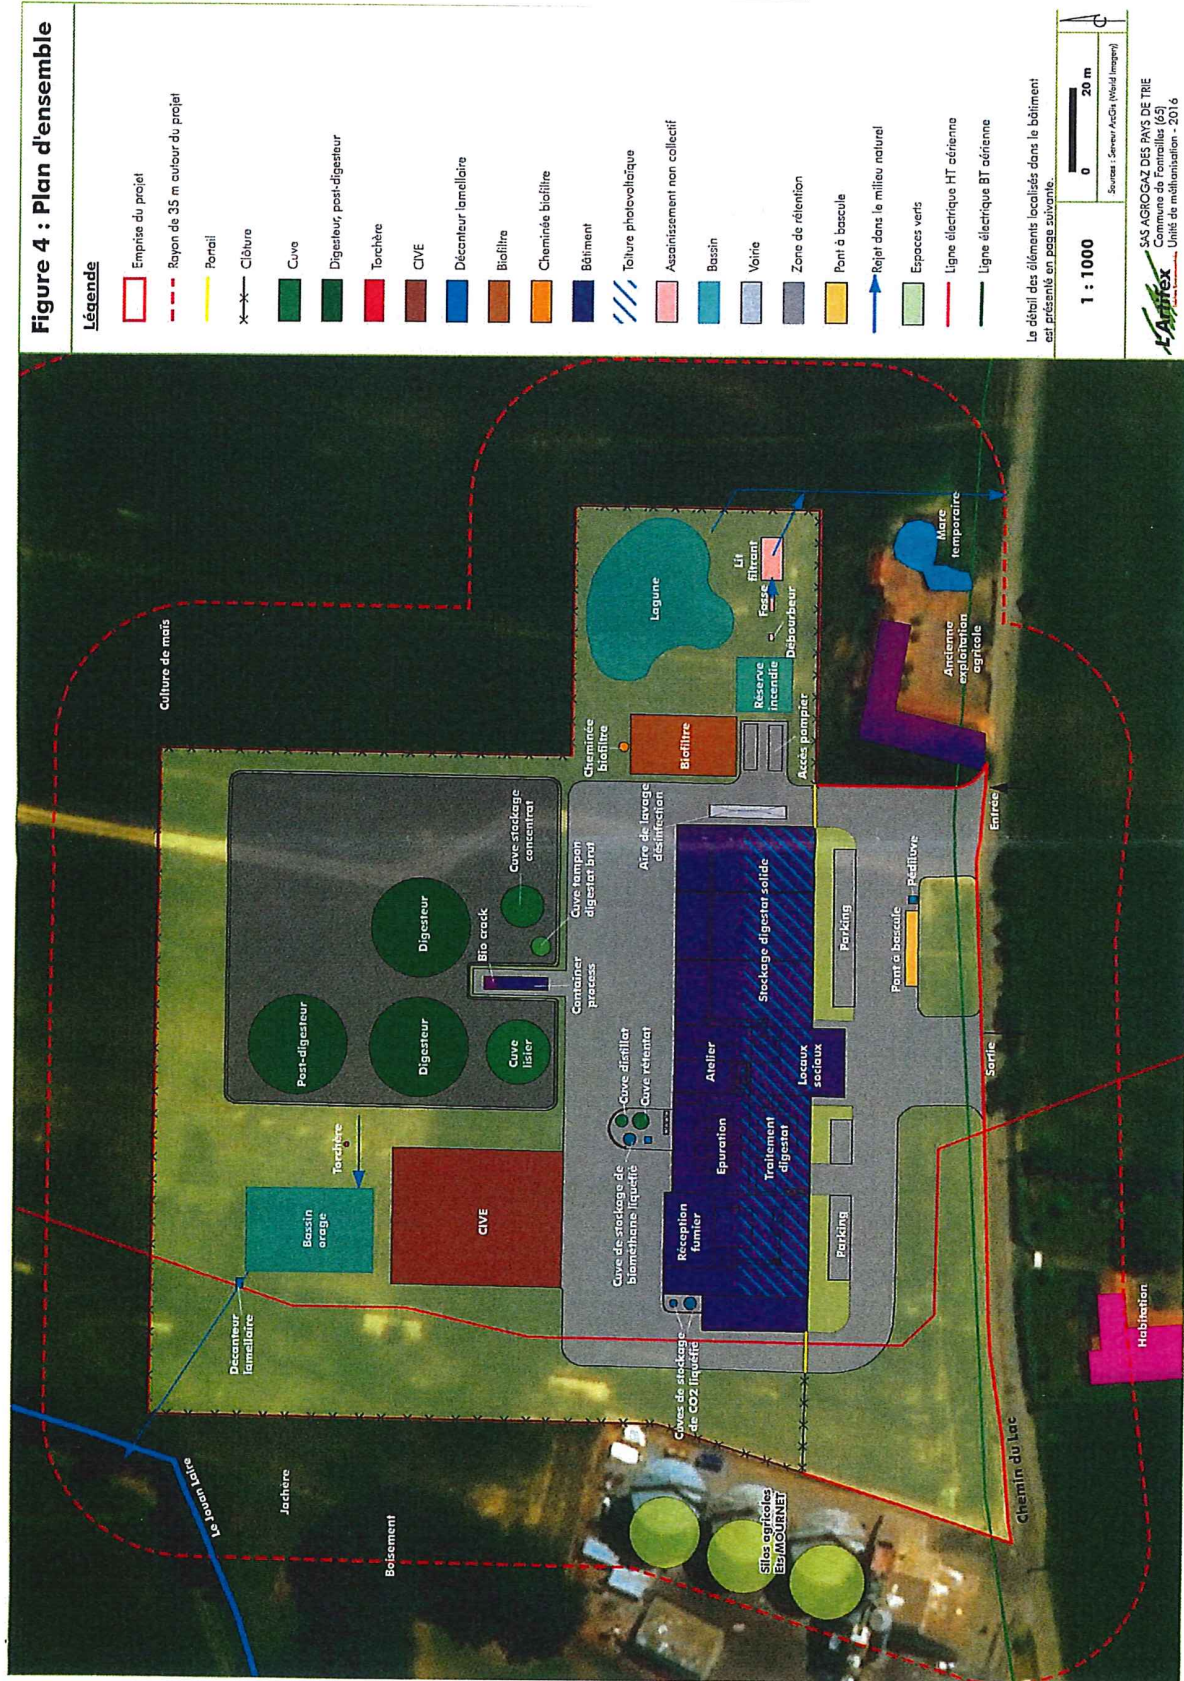 Figure 4 : Plan d'ensemble
Légende
Emprise du projet
Rayon de 35 m autour du projet
Portail
Clôture
Cuve
Digesteur, post-digesteur
Torchère
CIVE
Décanteur lamellaire
Biofiltre
Cheminée biofiltre
Bâtiment
Toiture photovoltaïque
Assainissement non collectif
Bassin
Voirie
Zone de rétention
Pont à bascule
Rejet dans le milieu naturel
Espaces verts
Ligne électrique HT aérienne
Ligne électrique BT aérienne
Le détail des éléments localisés dans le bâtiment
est présenté en page suivante.
1 : 1000
0 20 m
Sources : Serveur ArcGis (World Imagery)
L'Artifex
SAS AGROGAZ DES PAYS DE TRIE
Commune de Fontrailles (65)
Unité de méthanisation - 2016
Culture de maïs
Le Jouan Laire
Jachère
Boisement
Décanteur
lamellaire
Bassin
orage
Torchère
Post-digesteur
Digesteur
Digesteur
Cuve
lisier
Bio crack
Container
process
Cuve stockage
concentrat
Cuve tampon
digestat brut
CIVE
Cuve distillat
Cuve rétentat
Cuve de stockage de
biométhane liquéfié
Cuves de stockage
de CO2 liquéfié
Réception
fumier
Epuration
Atelier
Traitement
digestat
Stockage digestat solide
Locaux
sociaux
Aire de lavage
désinfection
Cheminée
biofiltre
Biofiltre
Lagune
Réserve
incendie
Accès pompier
Débourbeur
Fosse
Lit
filtrant
Parking
Parking
Pont à bascule
Pédiluve
Entrée
Sortie
Ancienne
exploitation
agricole
Mare
temporaire
Silos agricoles
Ets MOURNET
Chemin du Lac
Habitation